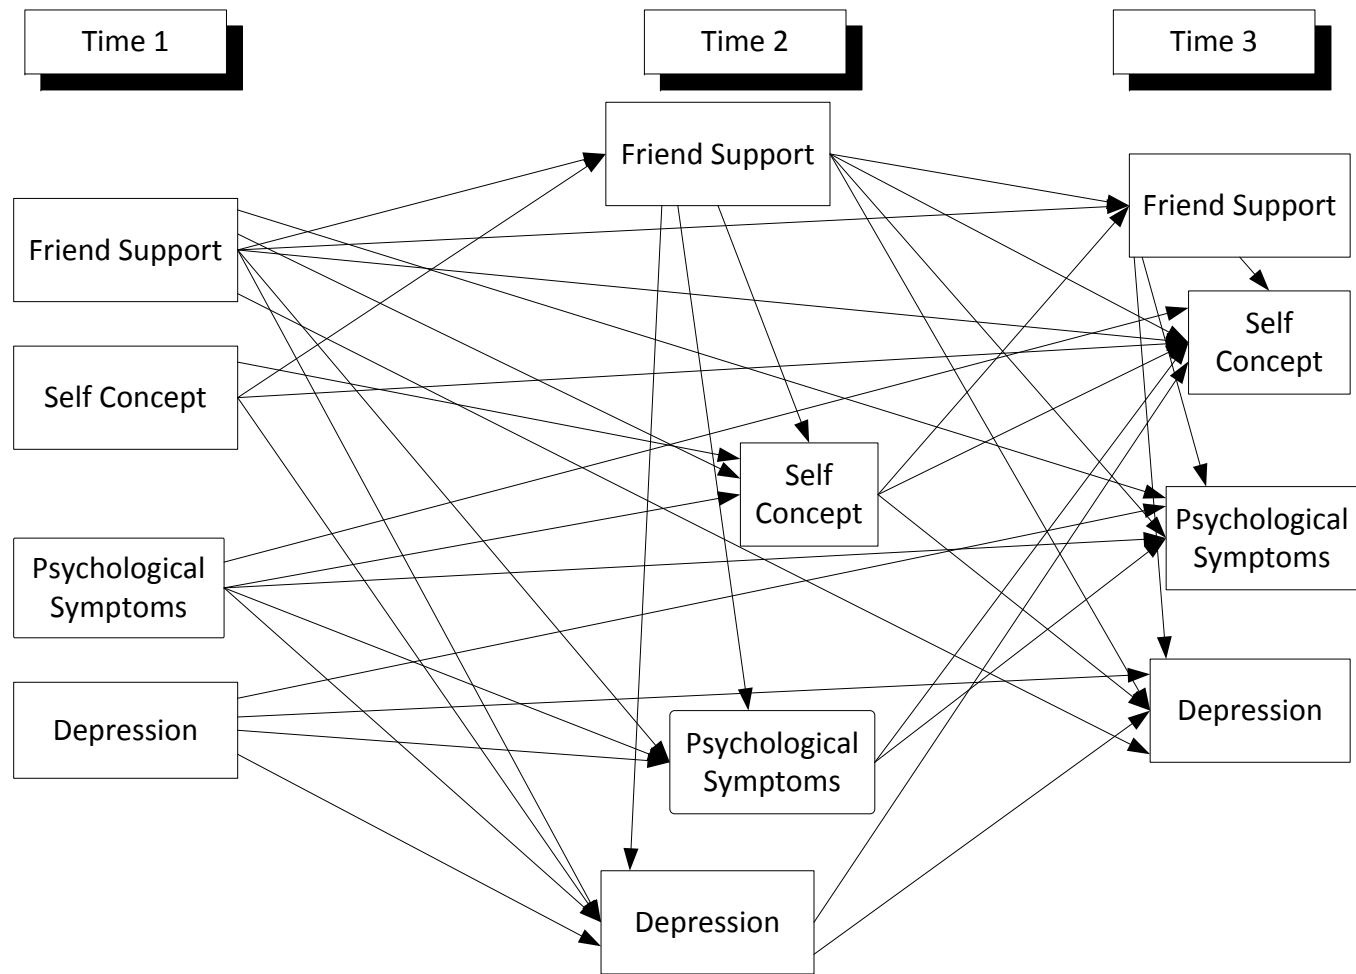 Time 1
Time 2
Time 3
Friend Support
Self Concept
Psychological
Symptoms
Depression
Friend Support
Self
Concept
Psychological
Symptoms
Depression
Friend Support
Self
Concept
Psychological
Symptoms
Depression